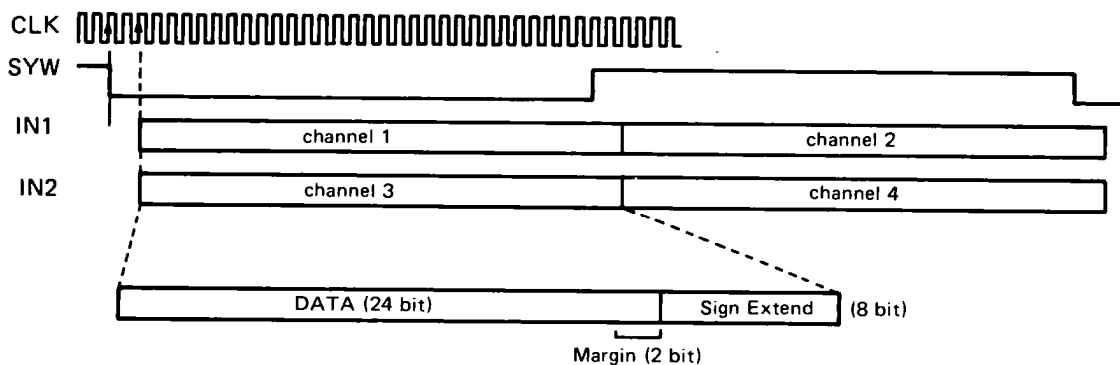 CLK
SYW
IN1
channel 1
channel 2
IN2
channel 3
channel 4
DATA (24 bit)
Sign Extend
(8 bit)
Margin (2 bit)